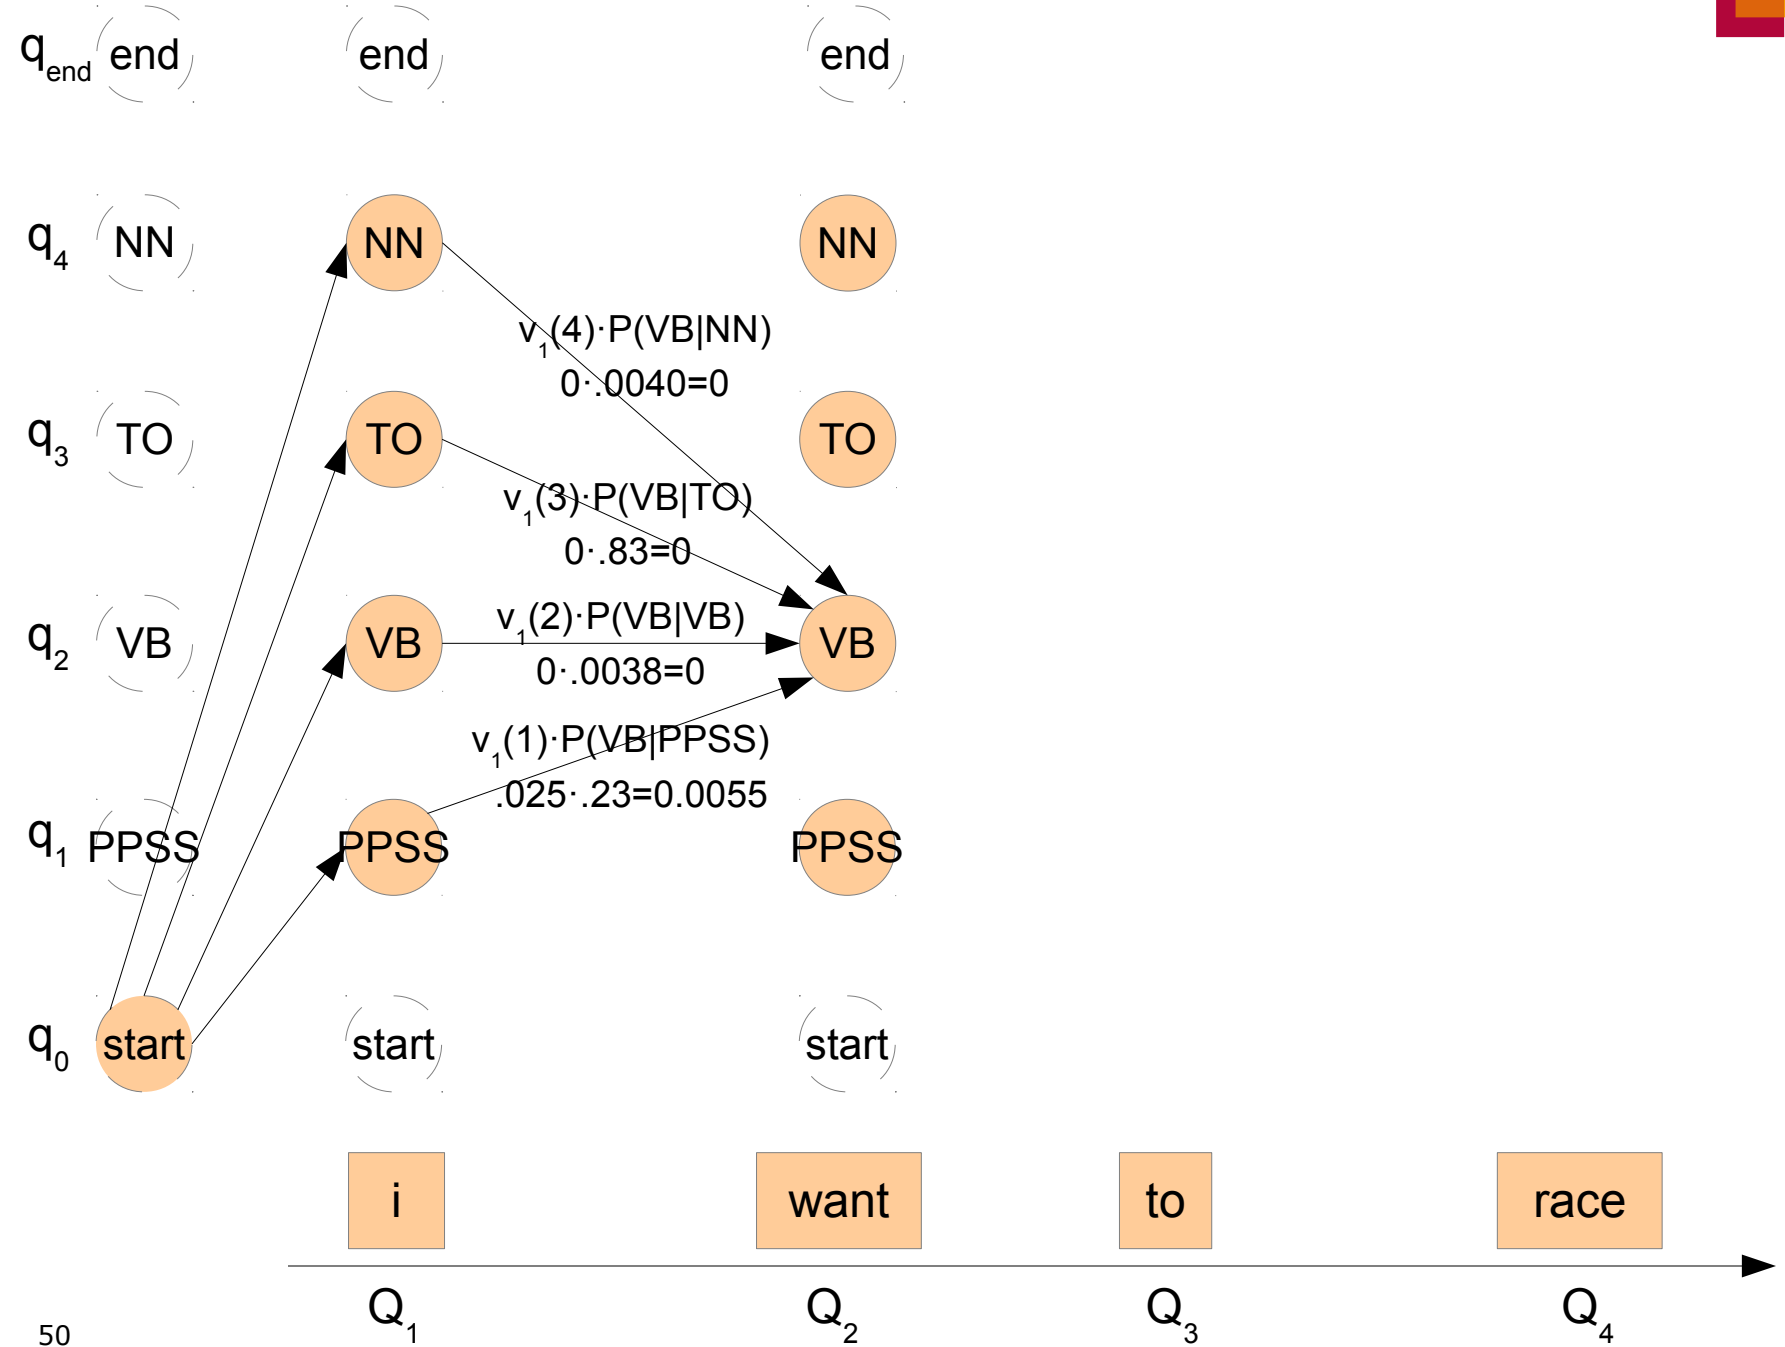 q_end end end end
q_4 NN NN NN
v_1(4)·P(VB|NN)
0·.0040=0
q_3 TO TO TO
v_1(3)·P(VB|TO)
0·.83=0
v_1(2)·P(VB|VB)
q_2 VB VB VB
0·.0038=0
v_1(1)·P(VB|PPSS)
.025·.23=0.0055
q_1 PPSS PPSS PPSS
q_0 start start start
i want to race
Q_1 Q_2 Q_3 Q_4
50